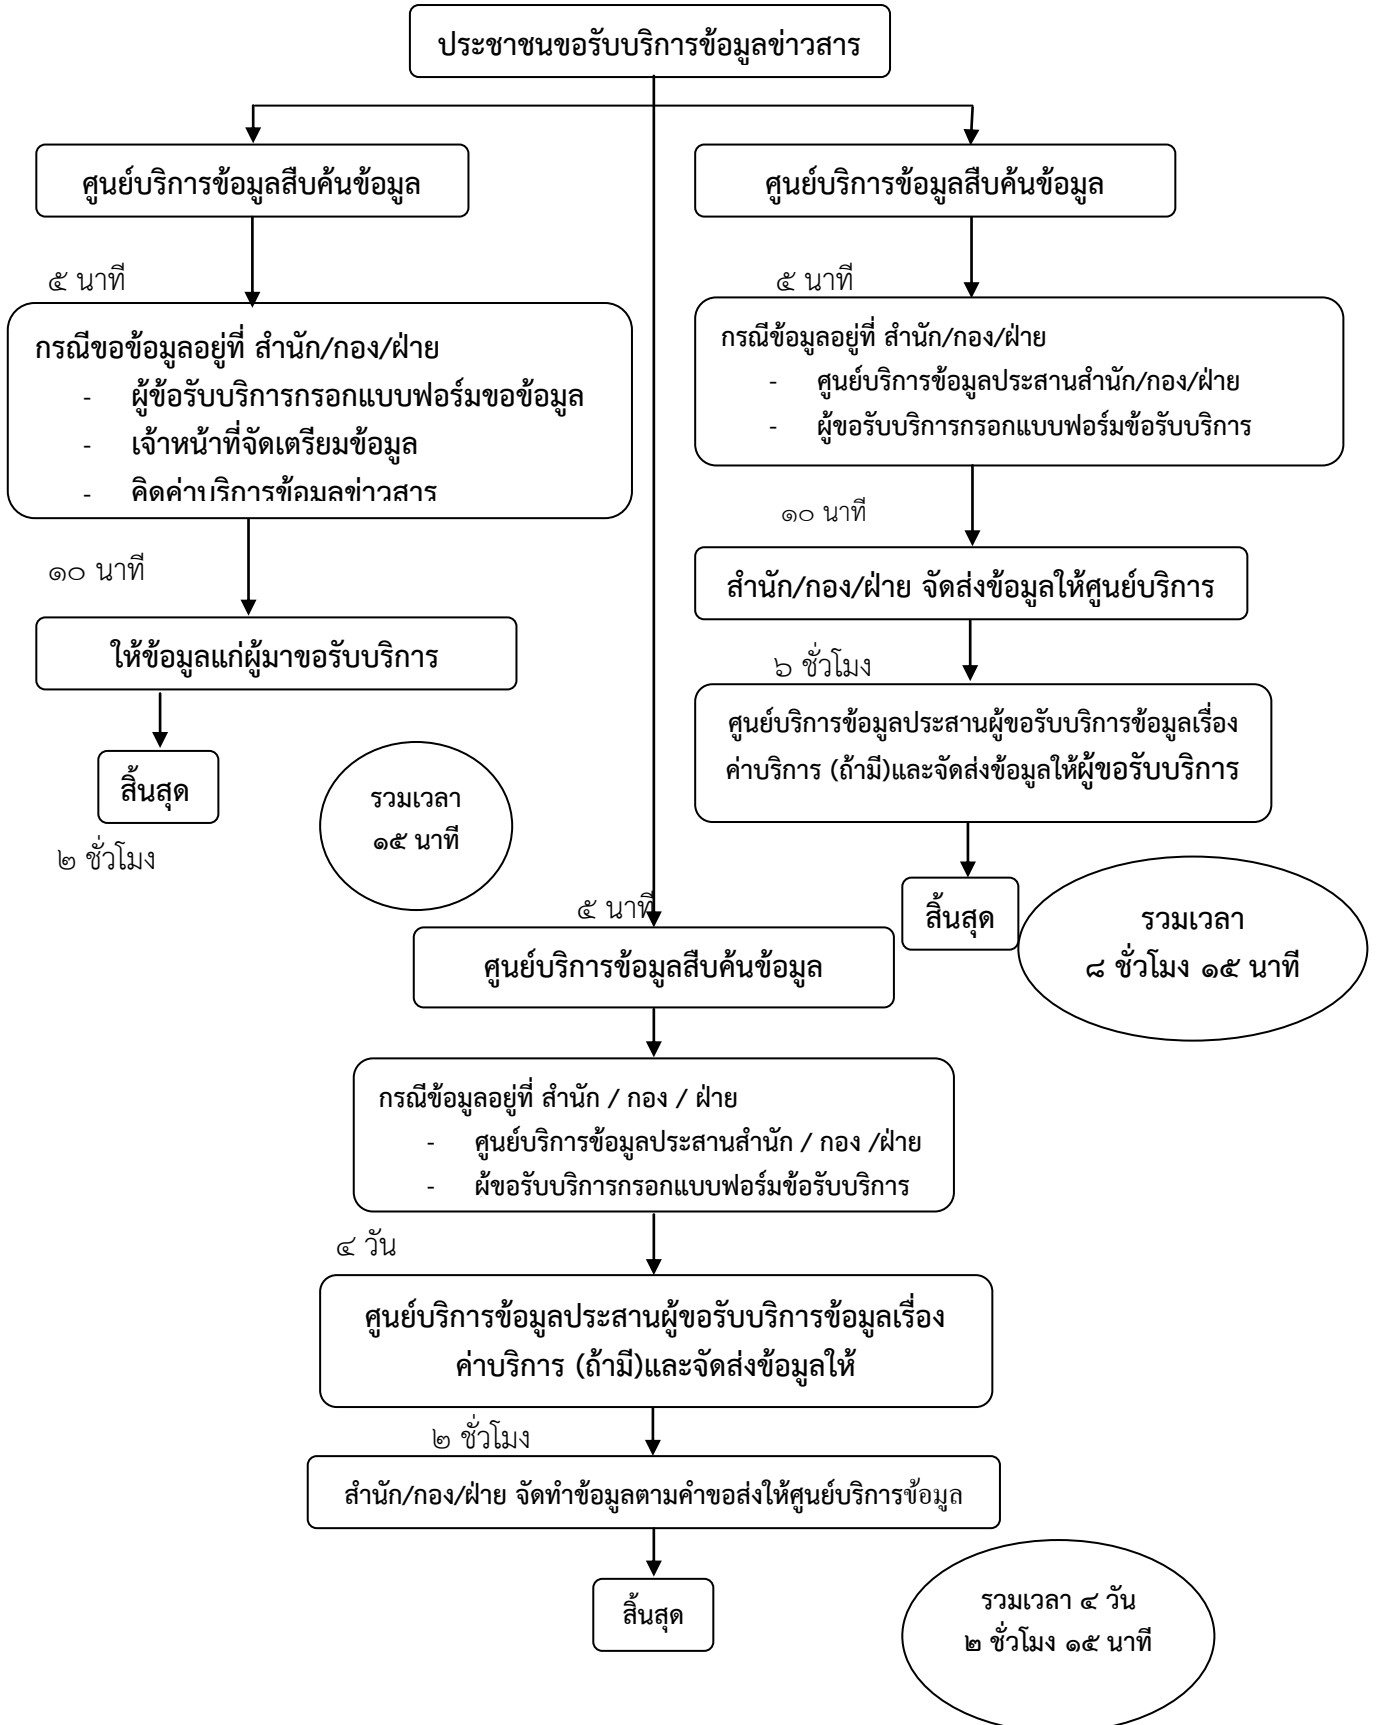 ประชาชนขอรับบริการข้อมูลข่าวสาร
ศูนย์บริการข้อมูลสืบค้นข้อมูล
๕ นาที
กรณีขอข้อมูลอยู่ที่ สำนัก/กอง/ฝ่าย
- ผู้ข้อรับบริการกรอกแบบฟอร์มขอข้อมูล
- เจ้าหน้าที่จัดเตรียมข้อมูล
- คิดค่าบริการข้อมูลข่าวสาร
๑๐ นาที
ให้ข้อมูลแก่ผู้มาขอรับบริการ
สิ้นสุด
๒ ชั่วโมง
รวมเวลา
๑๕ นาที
ศูนย์บริการข้อมูลสืบค้นข้อมูล
๕ นาที
กรณีข้อมูลอยู่ที่ สำนัก/กอง/ฝ่าย
- ศูนย์บริการข้อมูลประสานสำนัก/กอง/ฝ่าย
- ผู้ขอรับบริการกรอกแบบฟอร์มข้อรับบริการ
๑๐ นาที
สำนัก/กอง/ฝ่าย จัดส่งข้อมูลให้ศูนย์บริการ
๖ ชั่วโมง
ศูนย์บริการข้อมูลประสานผู้ขอรับบริการข้อมูลเรื่อง
ค่าบริการ (ถ้ามี)และจัดส่งข้อมูลให้ผู้ขอรับบริการ
สิ้นสุด
รวมเวลา
๘ ชั่วโมง ๑๕ นาที
๕ นาที
ศูนย์บริการข้อมูลสืบค้นข้อมูล
กรณีข้อมูลอยู่ที่ สำนัก / กอง / ฝ่าย
- ศูนย์บริการข้อมูลประสานสำนัก / กอง /ฝ่าย
- ผู้ขอรับบริการกรอกแบบฟอร์มข้อรับบริการ
๔ วัน
ศูนย์บริการข้อมูลประสานผู้ขอรับบริการข้อมูลเรื่อง
ค่าบริการ (ถ้ามี)และจัดส่งข้อมูลให้
๒ ชั่วโมง
สำนัก/กอง/ฝ่าย จัดทำข้อมูลตามคำขอส่งให้ศูนย์บริการข้อมูล
สิ้นสุด
รวมเวลา ๔ วัน
๒ ชั่วโมง ๑๕ นาที